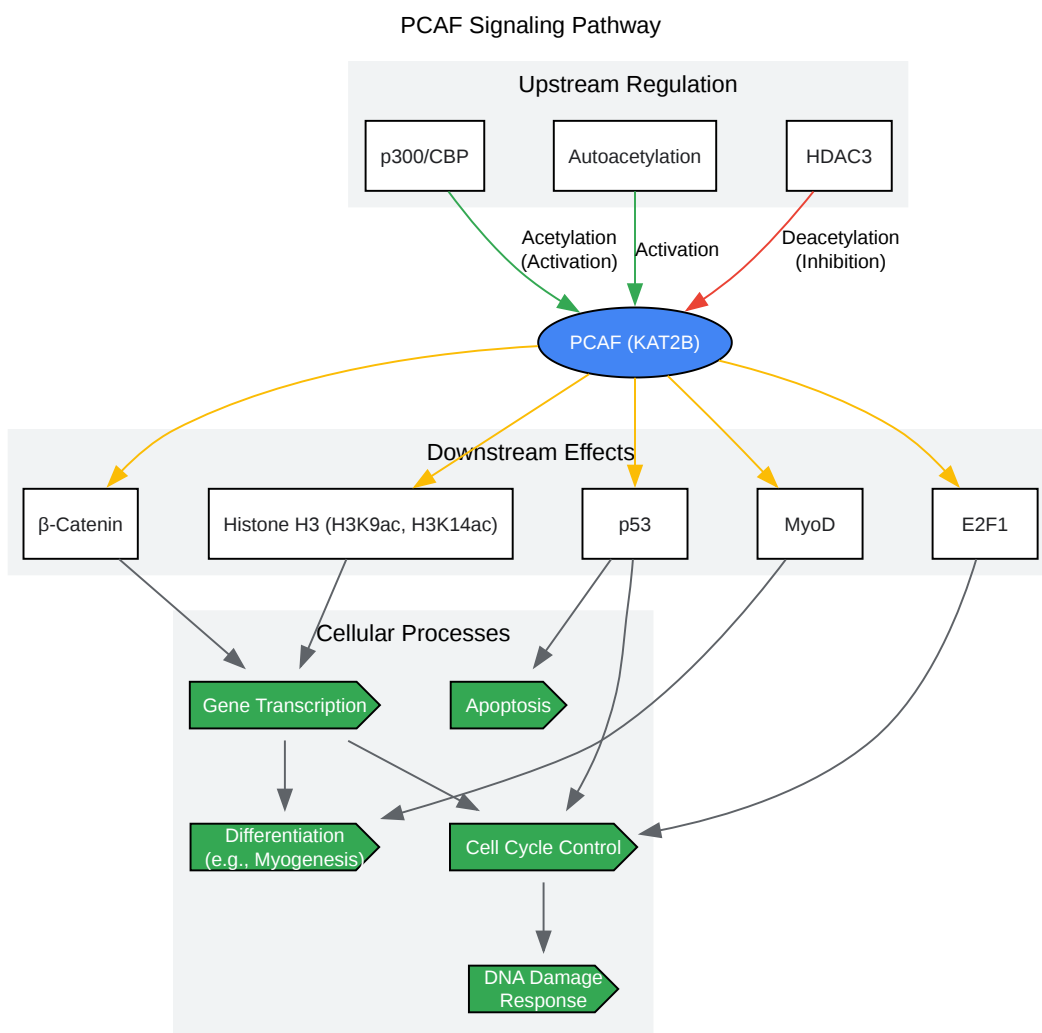 PCAF Signaling Pathway
Upstream Regulation
p300/CBP
Autoacetylation
HDAC3
Acetylation
(Activation)
Activation
Deacetylation
(Inhibition)
PCAF (KAT2B)
Downstream Effects
β-Catenin
Histone H3 (H3K9ac, H3K14ac)
p53
MyoD
E2F1
Cellular Processes
Gene Transcription
Apoptosis
Differentiation
(e.g., Myogenesis)
Cell Cycle Control
DNA Damage
Response